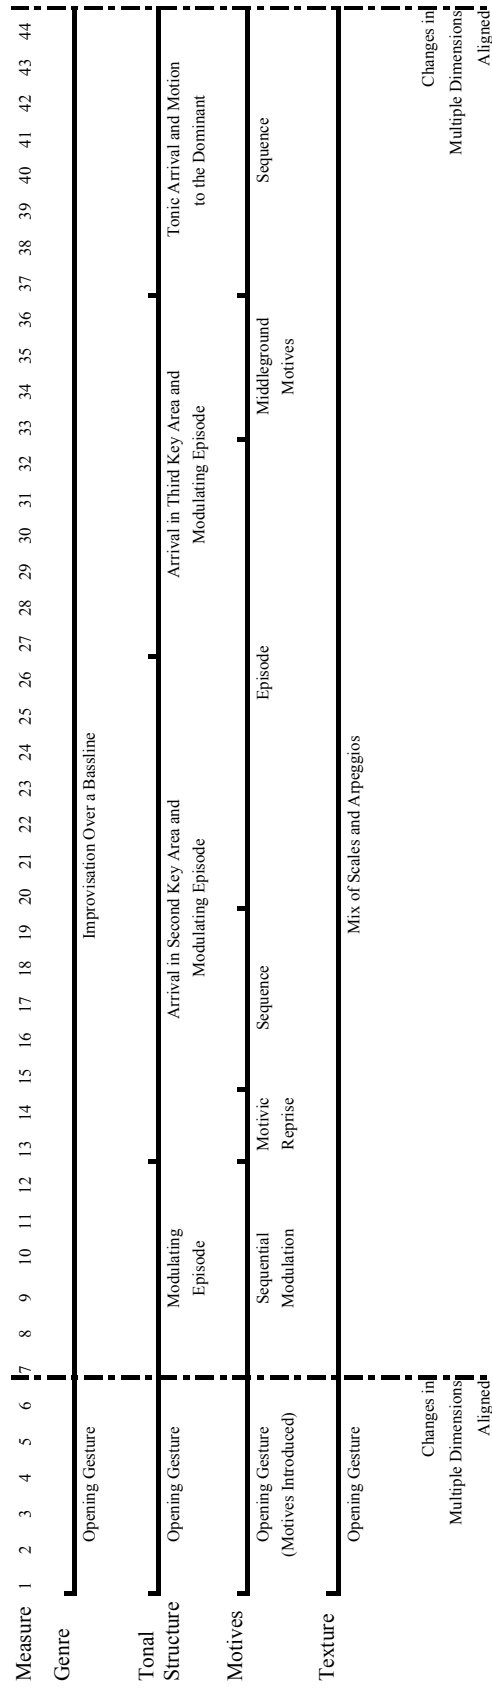 Measure 1 2 3 4 5 6 7 8 9 10 11 12 13 14 15 16 17 18 19 20 21 22 23 24 25 26 27 28 29 30 31 32 33 34 35 36 37 38 39 40 41 42 43 44
Genre
Opening Gesture
Improvisation Over a Bassline
Tonal
Structure
Opening Gesture
Modulating
Episode
Arrival in Second Key Area and
Modulating Episode
Arrival in Third Key Area and
Modulating Episode
Tonic Arrival and Motion
to the Dominant
Motives
Opening Gesture
(Motives Introduced)
Sequential
Modulation
Motivic
Reprise
Sequence
Episode
Middleground
Motives
Sequence
Texture
Opening Gesture
Mix of Scales and Arpeggios
Changes in
Multiple Dimensions
Aligned
Changes in
Multiple Dimensions
Aligned